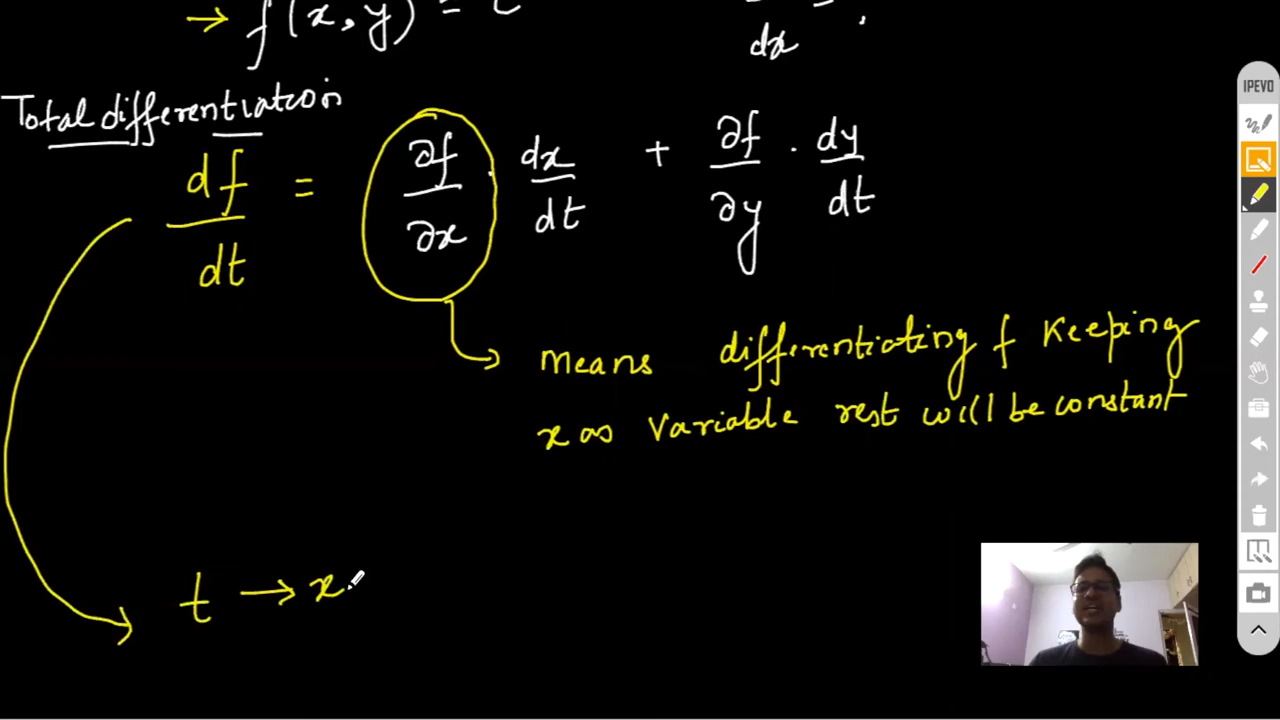 → f(x, y) = c
dx = .
Total differentiation
df/dt = ∂f/∂x · dx/dt + ∂f/∂y · dy/dt
means differentiating f keeping
x as variable rest will be constant
t → x
IPEVO